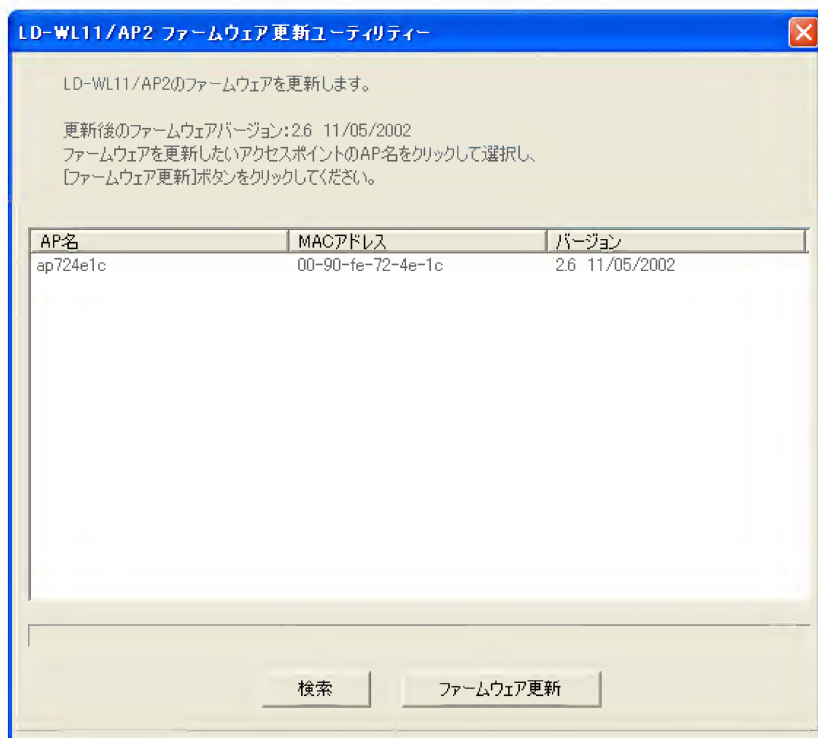 LD-WL11/AP2 ファームウェア更新ユーティリティー
LD-WL11/AP2のファームウェアを更新します。
更新後のファームウェアバージョン:2.6 11/05/2002
ファームウェアを更新したいアクセスポイントのAP名をクリックして選択し、
[ファームウェア更新]ボタンをクリックしてください。
AP名 MACアドレス バージョン
ap724e1c 00-90-fe-72-4e-1c 2.6 11/05/2002
検索 ファームウェア更新